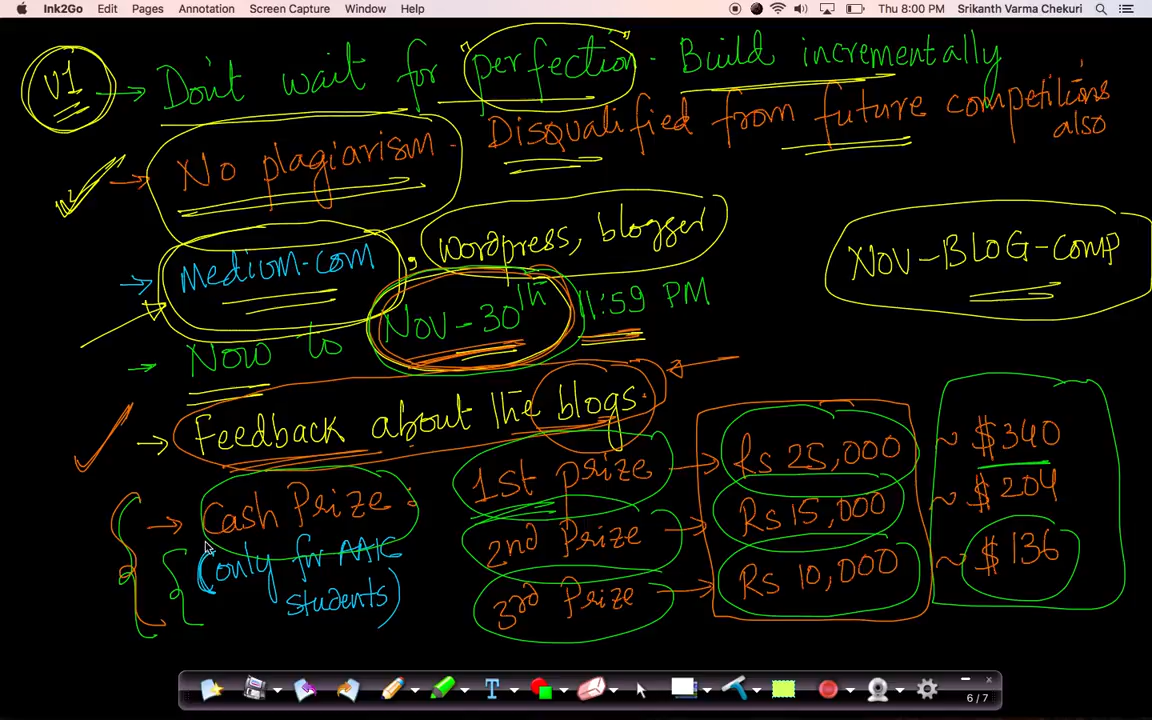 Ink2Go Edit Pages Annotation Screen Capture Window Help Thu 8:00 PM Srikanth Varma Chekuri
V1 → Don't wait for "perfection". Build incrementally
→ No plagiarism - Disqualified from future competitions also
→ Medium.com, wordpress, blogger
NOV-BLOG-COMP
→ Now to Nov-30th 11:59 PM
→ Feedback about the blogs.
→ Cash Prize: 1st prize → Rs 25,000 ~ $340
(only for AAIC students)
2nd Prize → Rs 15,000 ~ $204
3rd Prize → Rs 10,000 ~ $136
6 / 7